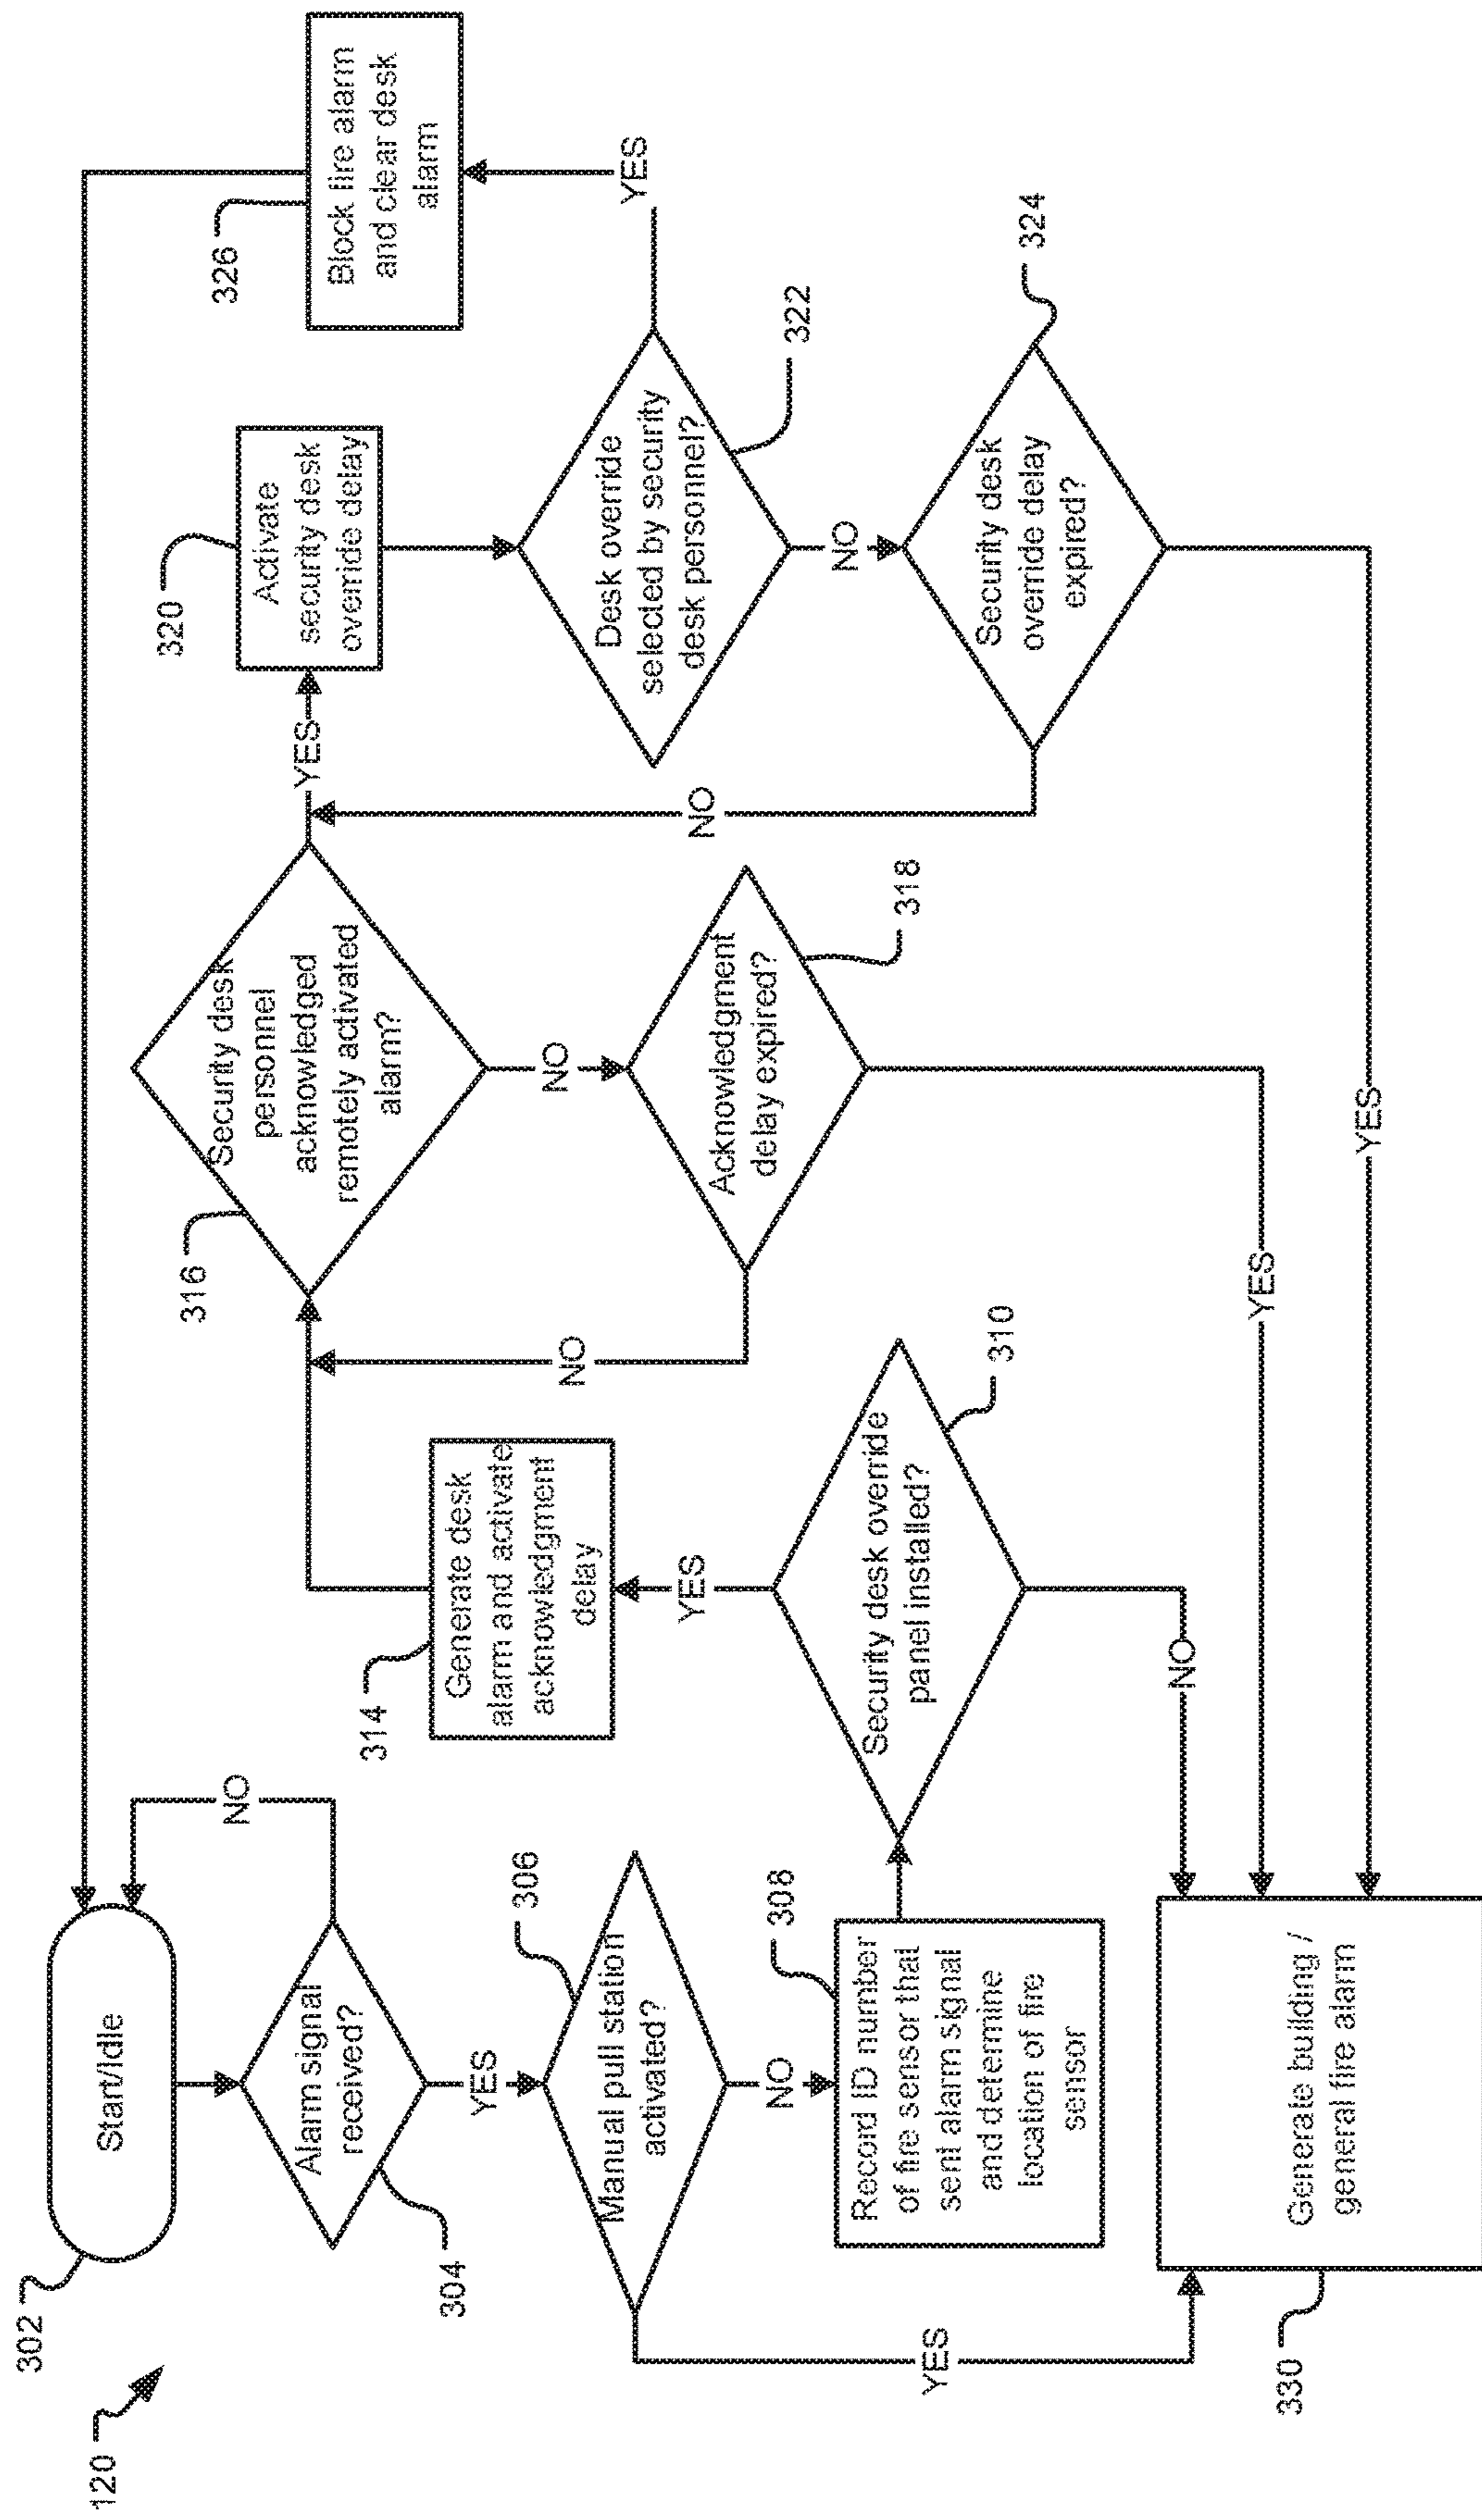 120
302
Start/Idle
304
Alarm signal
received?
NO
YES
306
Manual pull station
activated?
YES
NO
308
Record ID number
of fire sensor that
sent alarm signal
and determine
location of fire
sensor
310
Security desk override
panel installed?
YES
NO
314
Generate desk
alarm and activate
acknowledgment
delay
316
Security desk
personnel
acknowledged
remotely activated
alarm?
YES
NO
318
Acknowledgment
delay expired?
NO
YES
320
Activate
security desk
override delay
322
Desk override
selected by security
desk personnel?
YES
NO
324
Security desk
override delay
expired?
NO
YES
326
Block fire alarm
and clear desk
alarm
330
Generate building /
general fire alarm